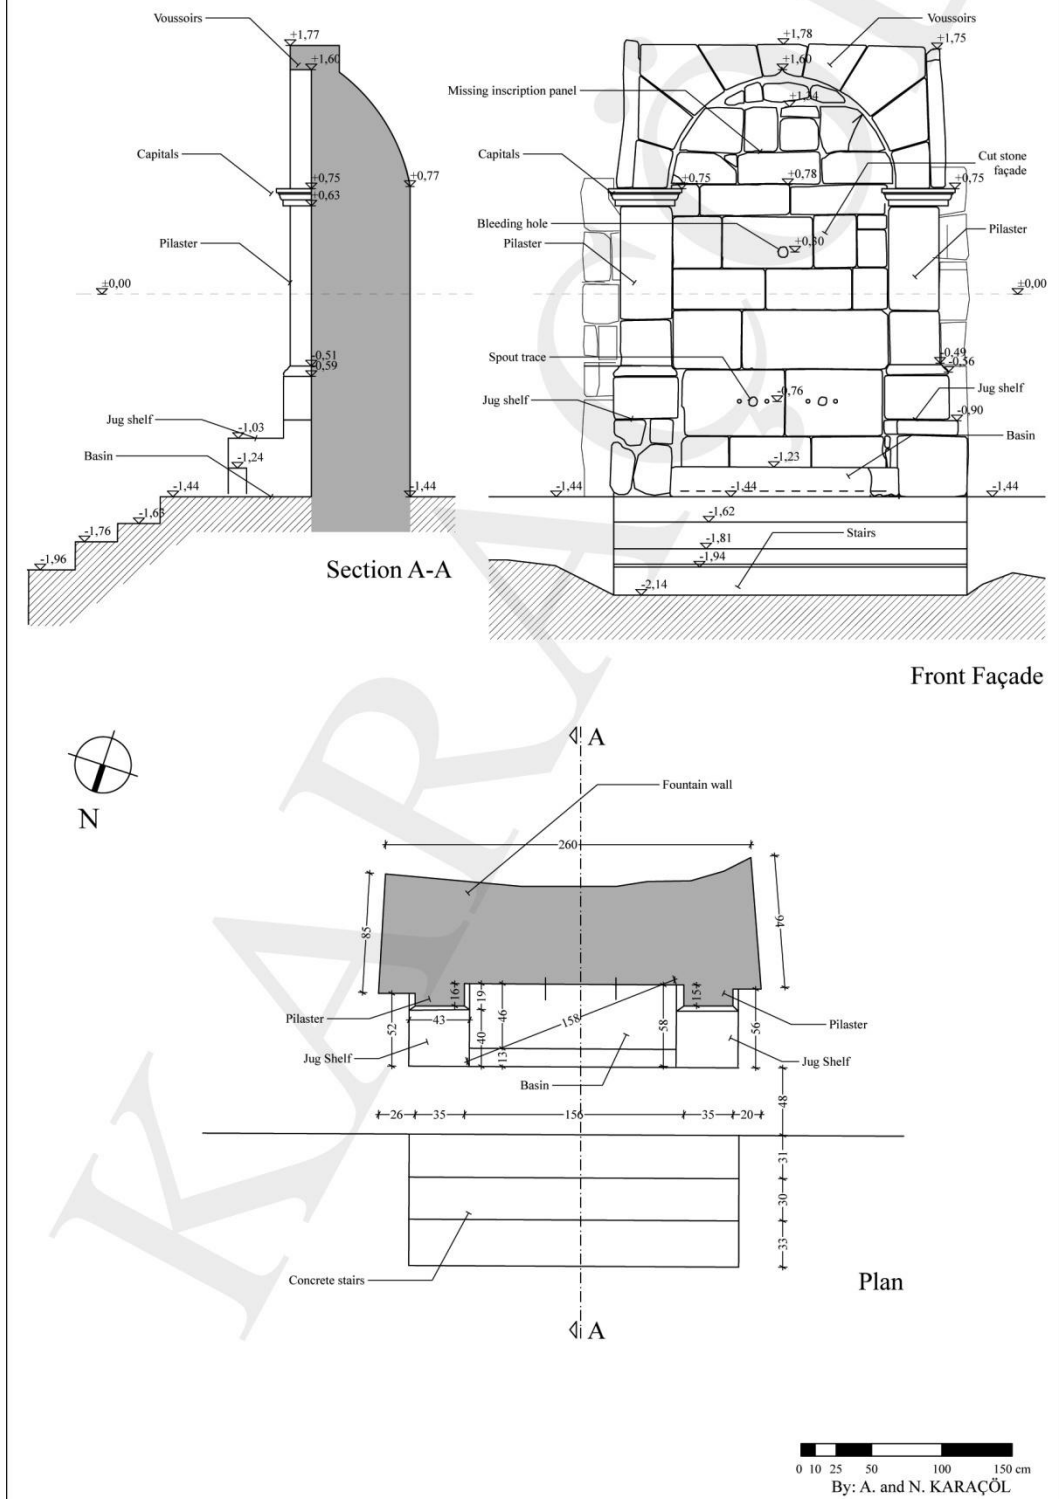 Voussoirs
+1,77
+1,60
Capitals
+0,75
+0,63
+0,77
Pilaster
±0,00
-0,51
-0,59
Jug shelf
-1,03
Basin
-1,24
-1,44
-1,44
-1,63
-1,76
-1,96
Section A-A
Voussoirs
+1,78
+1,75
+1,60
Missing inscription panel
+1,34
Capitals
Cut stone
façade
+0,75
+0,78
+0,75
Bleeding hole
+0,30
Pilaster
Pilaster
±0,00
Spout trace
-0,49
-0,56
-0,76
Jug shelf
Jug shelf
-0,90
Basin
-1,23
-1,44
-1,44
-1,44
-1,62
Stairs
-1,81
-1,94
-2,14
Front Façade
A
N
Fountain wall
260
85
94
16
19
46
15
Pilaster
43
158
58
Pilaster
52
40
56
Jug Shelf
13
Jug Shelf
Basin
48
26
35
156
35
20
31
30
33
Concrete stairs
Plan
A
0 10 25 50 100 150 cm
By: A. and N. KARAÇÖL
KARAÇÖL